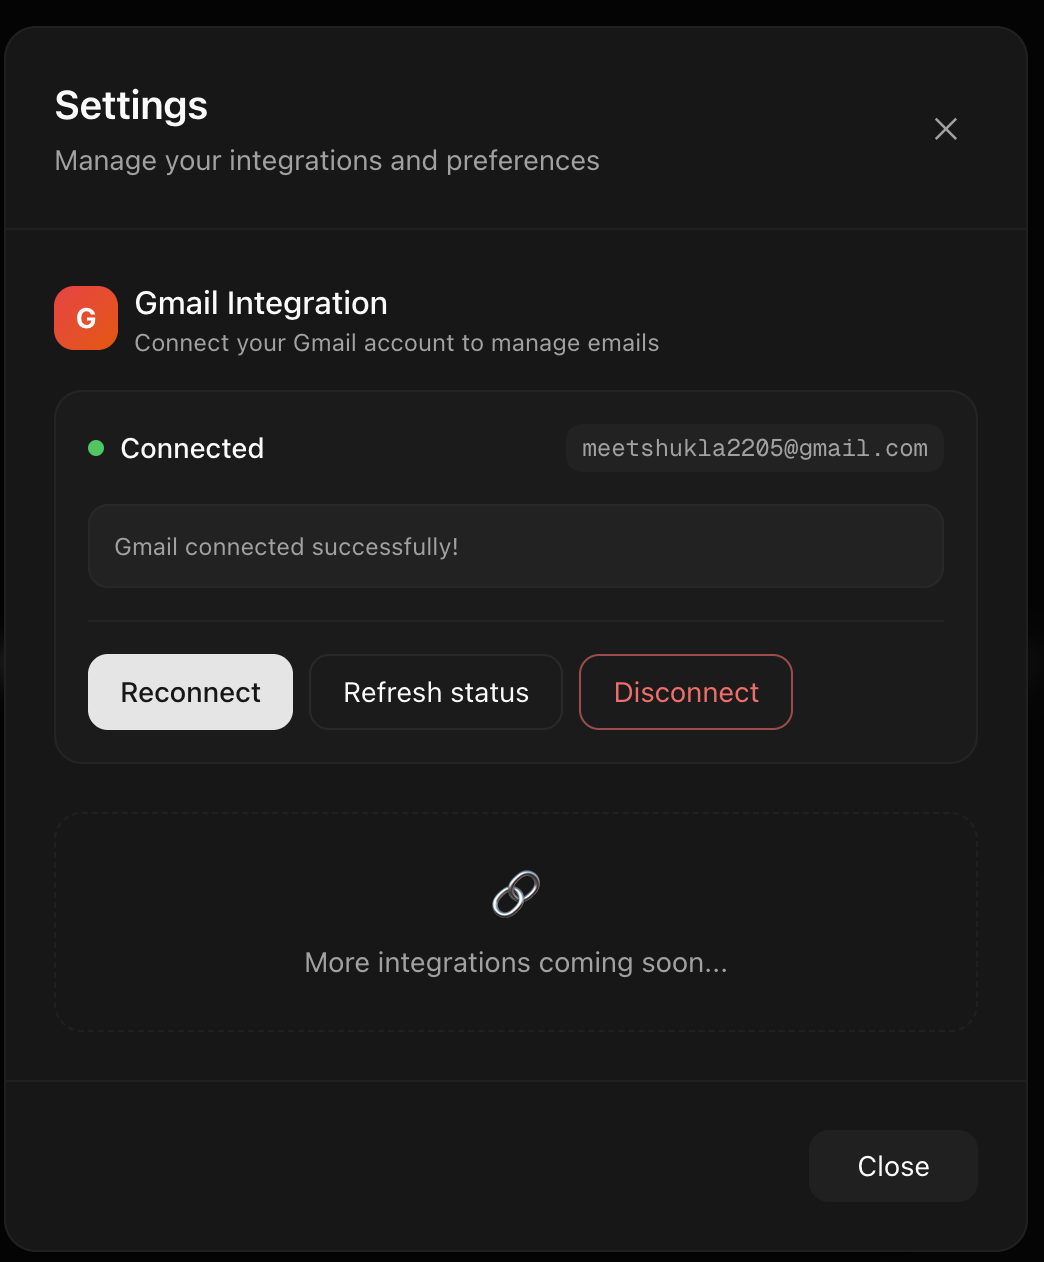 Settings
Manage your integrations and preferences
G
Gmail Integration
Connect your Gmail account to manage emails
Connected
meetshukla2205@gmail.com
Gmail connected successfully!
Reconnect
Refresh status
Disconnect
More integrations coming soon...
Close